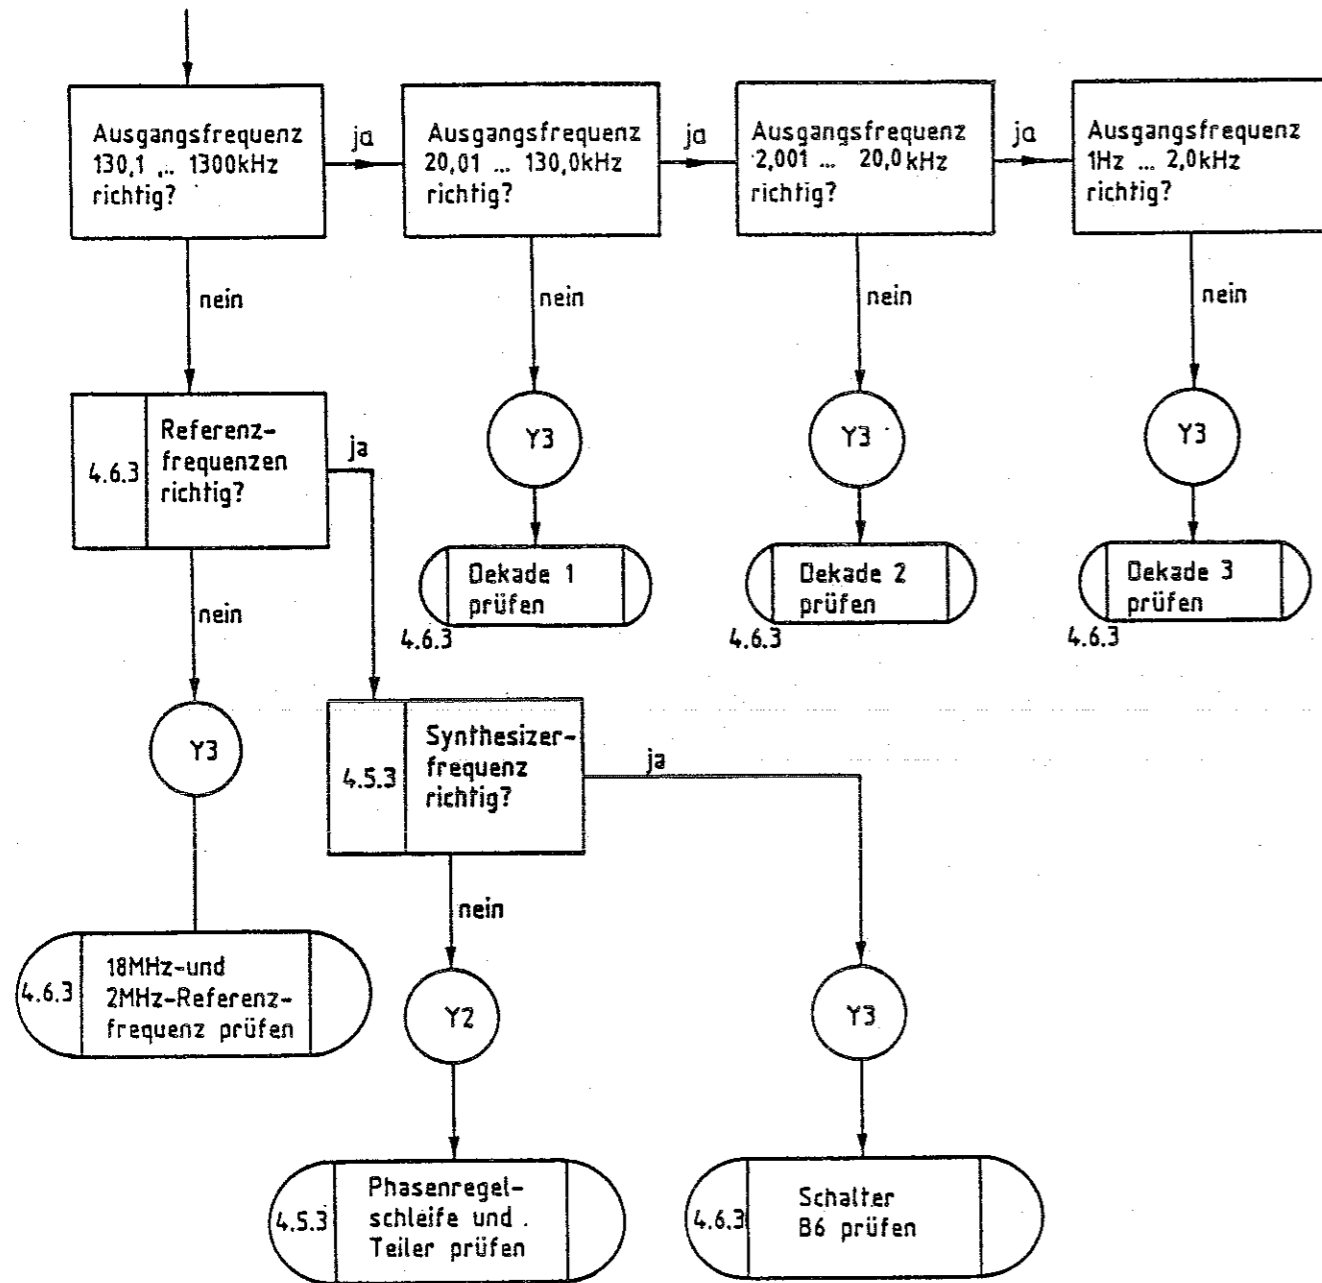 Ausgangsfrequenz
130,1 ... 1300kHz
richtig?
ja
Ausgangsfrequenz
20,01 ... 130,0kHz
richtig?
ja
Ausgangsfrequenz
2,001 ... 20,0kHz
richtig?
ja
Ausgangsfrequenz
1Hz ... 2,0kHz
richtig?
nein
nein
nein
nein
4.6.3
Referenz-
frequenzen
richtig?
ja
Y3
Y3
Y3
Dekade 1
prüfen
4.6.3
Dekade 2
prüfen
4.6.3
Dekade 3
prüfen
4.6.3
nein
Y3
4.5.3
Synthesizer-
frequenz
richtig?
ja
nein
4.6.3
18MHz-und
2MHz-Referenz-
frequenz prüfen
Y2
Y3
4.5.3
Phasenregel-
schleife und
Teiler prüfen
4.6.3
Schalter
B6 prüfen